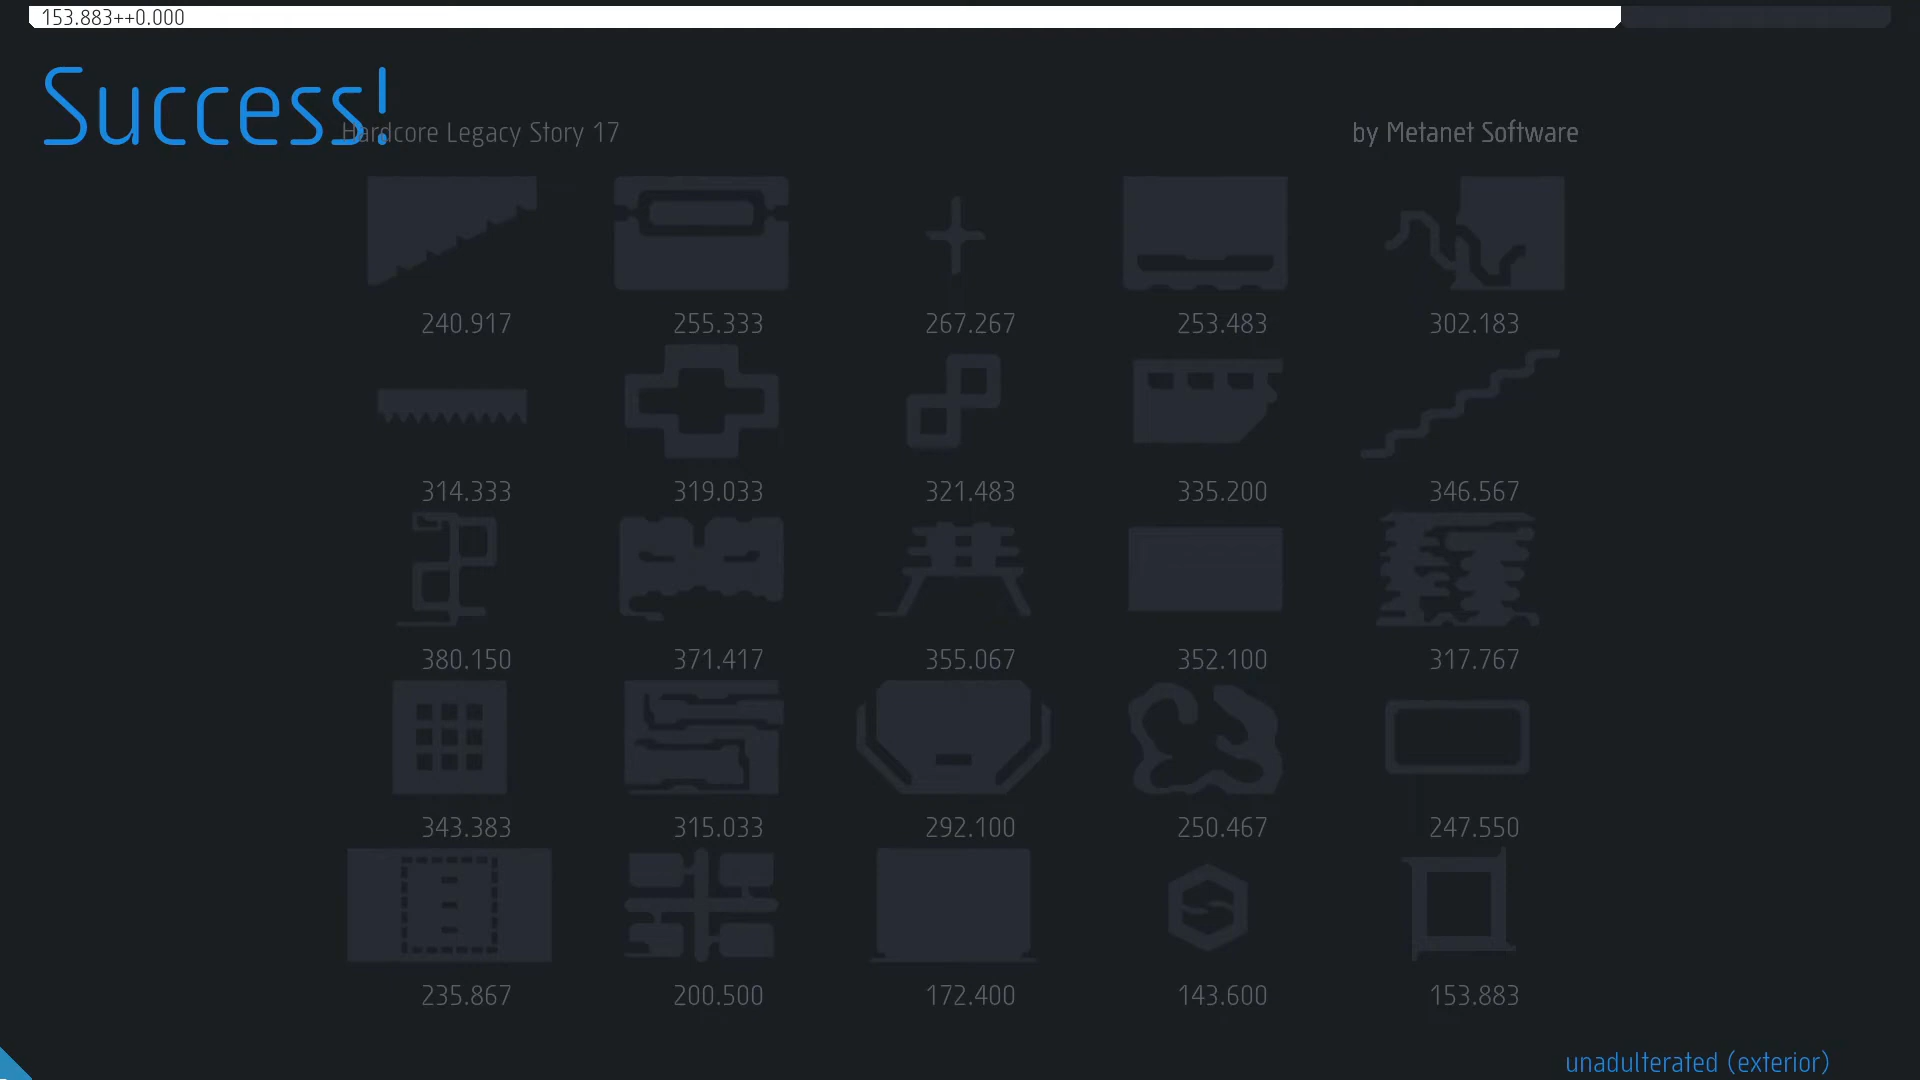 153.883++0.000
Success!
Hardcore Legacy Story 17 by Metanet Software
240.917 255.333 267.267 253.483 302.183
314.333 319.033 321.483 335.200 346.567
380.150 371.417 355.067 352.100 317.767
343.383 315.033 292.100 250.467 247.550
235.867 200.500 172.400 143.600 153.883
unadulterated (exterior)